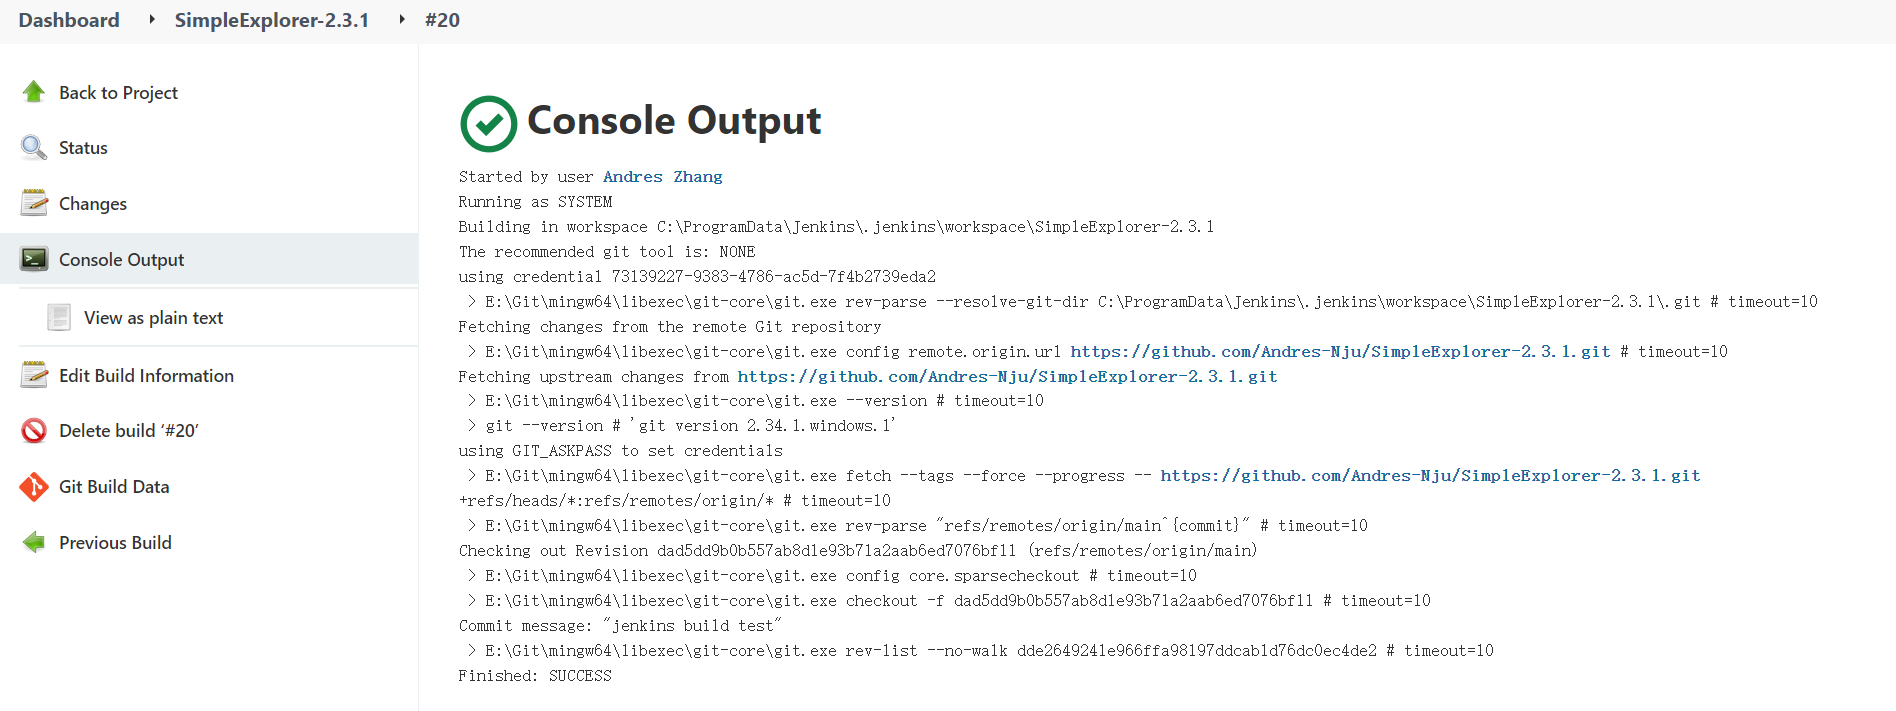 Dashboard SimpleExplorer-2.3.1 #20
Back to Project
Status
Changes
Console Output
View as plain text
Edit Build Information
Delete build ‘#20’
Git Build Data
Previous Build
Console Output
Started by user Andres Zhang
Running as SYSTEM
Building in workspace C:\ProgramData\Jenkins\.jenkins\workspace\SimpleExplorer-2.3.1
The recommended git tool is: NONE
using credential 73139227-9383-4786-ac5d-7f4b2739eda2
> E:\Git\mingw64\libexec\git-core\git.exe rev-parse --resolve-git-dir C:\ProgramData\Jenkins\.jenkins\workspace\SimpleExplorer-2.3.1\.git # timeout=10
Fetching changes from the remote Git repository
> E:\Git\mingw64\libexec\git-core\git.exe config remote.origin.url https://github.com/Andres-Nju/SimpleExplorer-2.3.1.git # timeout=10
Fetching upstream changes from https://github.com/Andres-Nju/SimpleExplorer-2.3.1.git
> E:\Git\mingw64\libexec\git-core\git.exe --version # timeout=10
> git --version # 'git version 2.34.1.windows.1'
using GIT_ASKPASS to set credentials
> E:\Git\mingw64\libexec\git-core\git.exe fetch --tags --force --progress -- https://github.com/Andres-Nju/SimpleExplorer-2.3.1.git
+refs/heads/*:refs/remotes/origin/* # timeout=10
> E:\Git\mingw64\libexec\git-core\git.exe rev-parse "refs/remotes/origin/main^{commit}" # timeout=10
Checking out Revision dad5dd9b0b557ab8d1e93b71a2aab6ed7076bf11 (refs/remotes/origin/main)
> E:\Git\mingw64\libexec\git-core\git.exe config core.sparsecheckout # timeout=10
> E:\Git\mingw64\libexec\git-core\git.exe checkout -f dad5dd9b0b557ab8d1e93b71a2aab6ed7076bf11 # timeout=10
Commit message: "jenkins build test"
> E:\Git\mingw64\libexec\git-core\git.exe rev-list --no-walk dde2649241e966ffa98197ddcab1d76dc0ec4de2 # timeout=10
Finished: SUCCESS